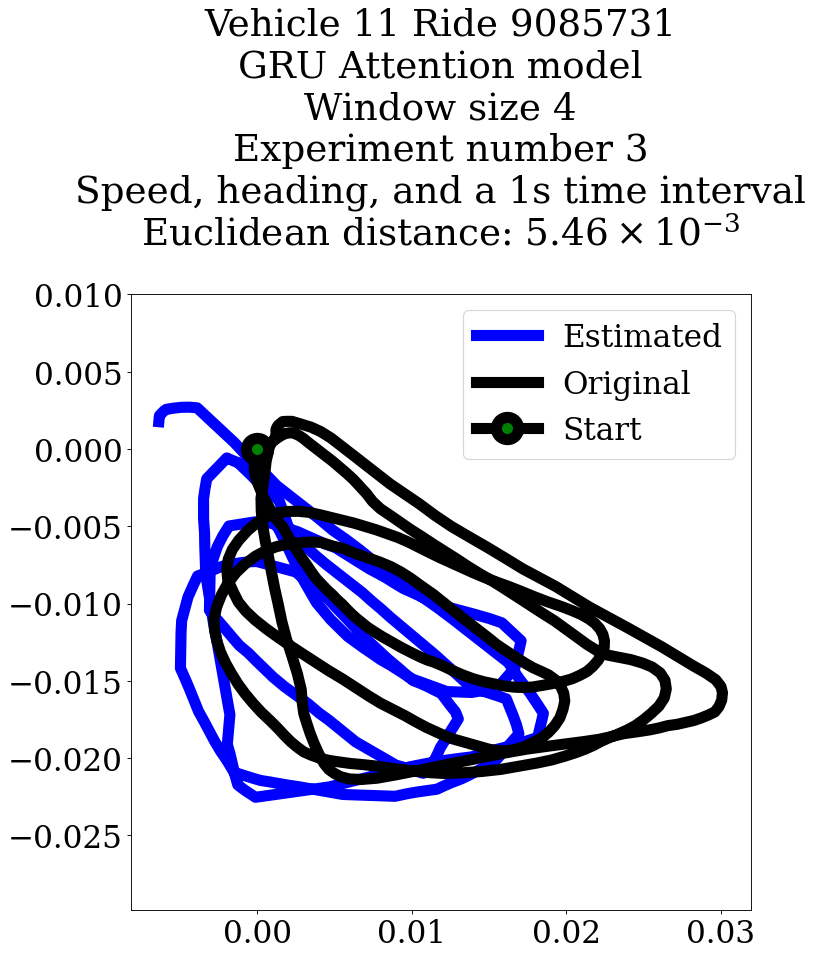 Vehicle 11 Ride 9085731
GRU Attention model
Window size 4
Experiment number 3
Speed, heading, and a 1s time interval
Euclidean distance: 5.46 × 10⁻³
0.010
0.005
0.000
−0.005
−0.010
−0.015
−0.020
−0.025
Estimated
Original
Start
0.00
0.01
0.02
0.03